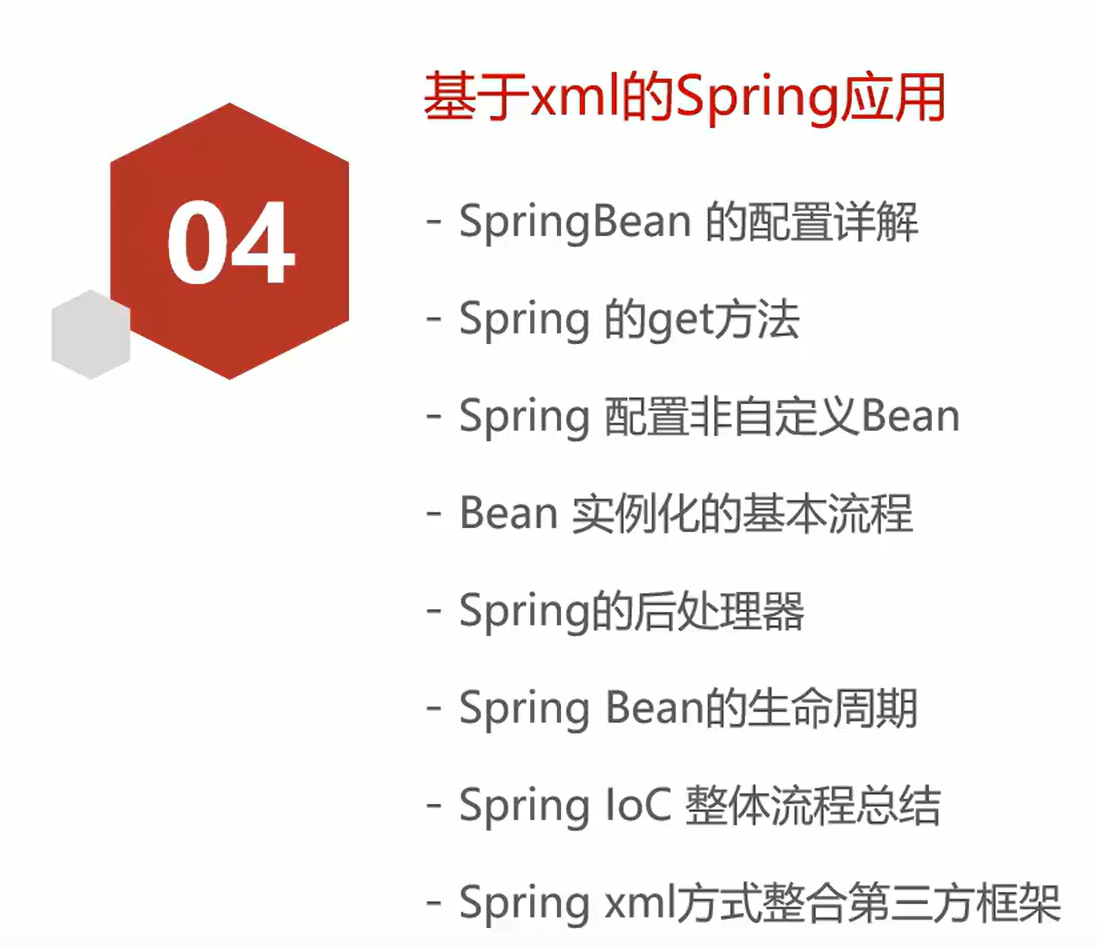 04
基于xml的Spring应用
- SpringBean 的配置详解
- Spring 的get方法
- Spring 配置非自定义Bean
- Bean 实例化的基本流程
- Spring的后处理器
- Spring Bean的生命周期
- Spring IoC 整体流程总结
- Spring xml方式整合第三方框架